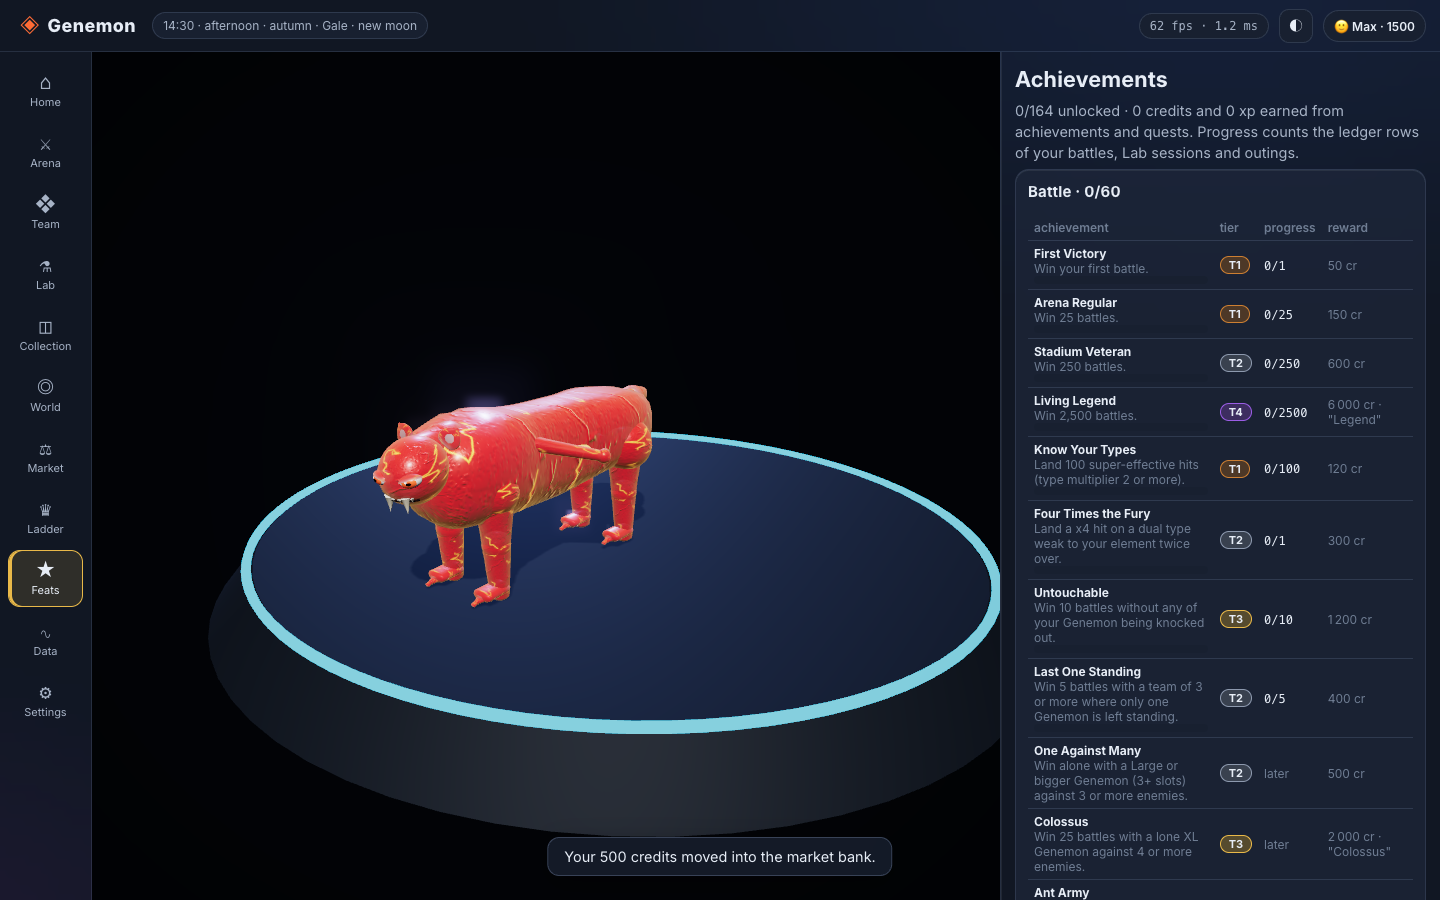 Genemon
14:30 · afternoon · autumn · Gale · new moon
62 fps · 1.2 ms
Max · 1500
Home
Arena
Team
Lab
Collection
World
Market
Ladder
Feats
Data
Settings
Your 500 credits moved into the market bank.
Achievements
0/164 unlocked · 0 credits and 0 xp earned from
achievements and quests. Progress counts the ledger rows
of your battles, Lab sessions and outings.
Battle · 0/60
achievement tier progress reward
First Victory
Win your first battle.
T1 0/1 50 cr
Arena Regular
Win 25 battles.
T1 0/25 150 cr
Stadium Veteran
Win 250 battles.
T2 0/250 600 cr
Living Legend
Win 2,500 battles.
T4 0/2500 6 000 cr ·
"Legend"
Know Your Types
Land 100 super-effective hits
(type multiplier 2 or more).
T1 0/100 120 cr
Four Times the Fury
Land a x4 hit on a dual type
weak to your element twice
over.
T2 0/1 300 cr
Untouchable
Win 10 battles without any of
your Genemon being knocked
out.
T3 0/10 1 200 cr
Last One Standing
Win 5 battles with a team of 3
or more where only one
Genemon is left standing.
T2 0/5 400 cr
One Against Many
Win alone with a Large or
bigger Genemon (3+ slots)
against 3 or more enemies.
T2 later 500 cr
Colossus
Win 25 battles with a lone XL
Genemon against 4 or more
enemies.
T3 later 2 000 cr ·
"Colossus"
Ant Army